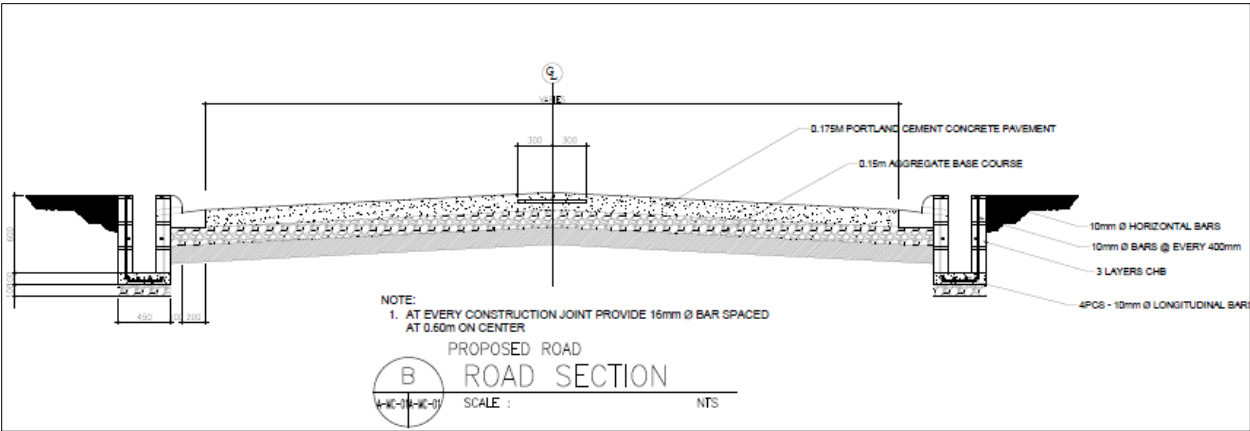 ℄
VARIES
300 300
0.175M PORTLAND CEMENT CONCRETE PAVEMENT
0.15m AGGREGATE BASE COURSE
600
10mm Ø HORIZONTAL BARS
10mm Ø BARS @ EVERY 400mm
3 LAYERS CHB
4PCS - 10mm Ø LONGITUDINAL BARS
450 200
NOTE:
1. AT EVERY CONSTRUCTION JOINT PROVIDE 16mm Ø BAR SPACED
AT 0.60m ON CENTER
PROPOSED ROAD
B ROAD SECTION
SCALE : NTS